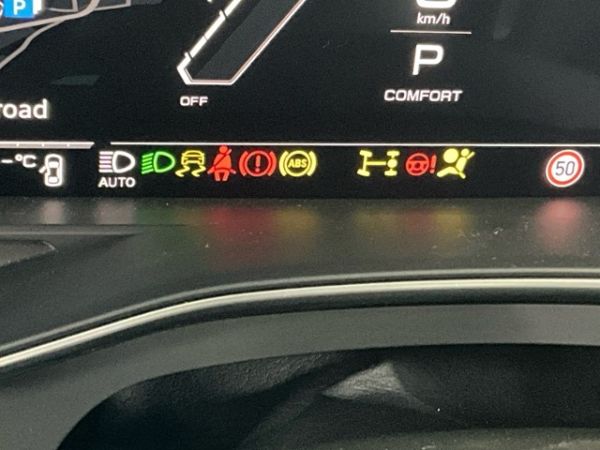 P
km/h
P
COMFORT
OFF
road
-°C
AUTO
!
ABS
!
50